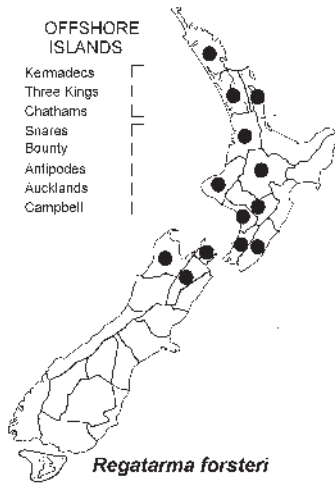 OFFSHORE
ISLANDS
Kermadecs
Three Kings
Chathams
Snares
Bounty
Antipodes
Aucklands
Campbell
Regatarma forsteri